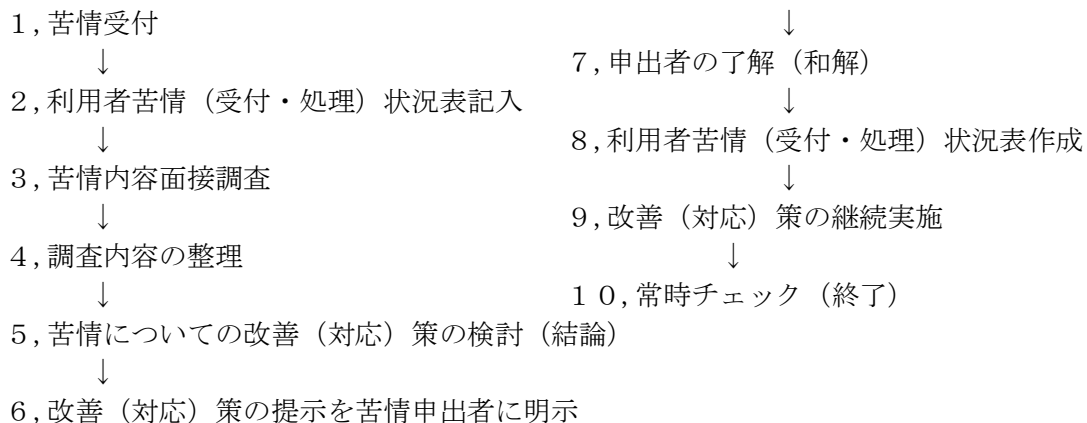 １,苦情受付
↓
２,利用者苦情（受付・処理）状況表記入
↓
３,苦情内容面接調査
↓
４,調査内容の整理
↓
５,苦情についての改善（対応）策の検討（結論）
↓
６,改善（対応）策の提示を苦情申出者に明示
↓
７,申出者の了解（和解）
↓
８,利用者苦情（受付・処理）状況表作成
↓
９,改善（対応）策の継続実施
↓
１０,常時チェック（終了）